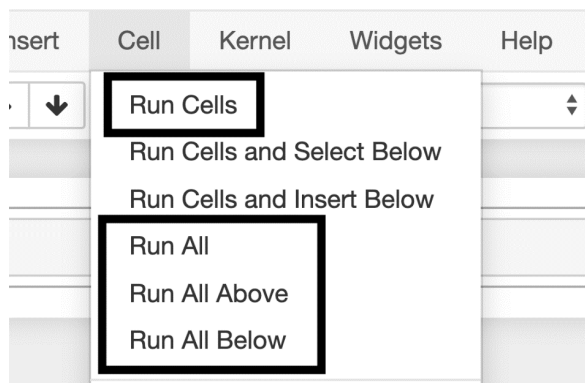 nsert Cell Kernel Widgets Help
Run Cells
Run Cells and Select Below
Run Cells and Insert Below
Run All
Run All Above
Run All Below